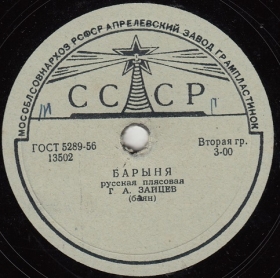 МОСОБЛСОВНАРХОЗ РСФСР АПРЕЛЕВСКИЙ ЗАВОД ГРАМПЛАСТИНОК
СССР
ГОСТ 5289-56
13502
Вторая гр.
3-00
БАРЫНЯ
русская плясовая
Г. А. ЗАЙЦЕВ
(баян)